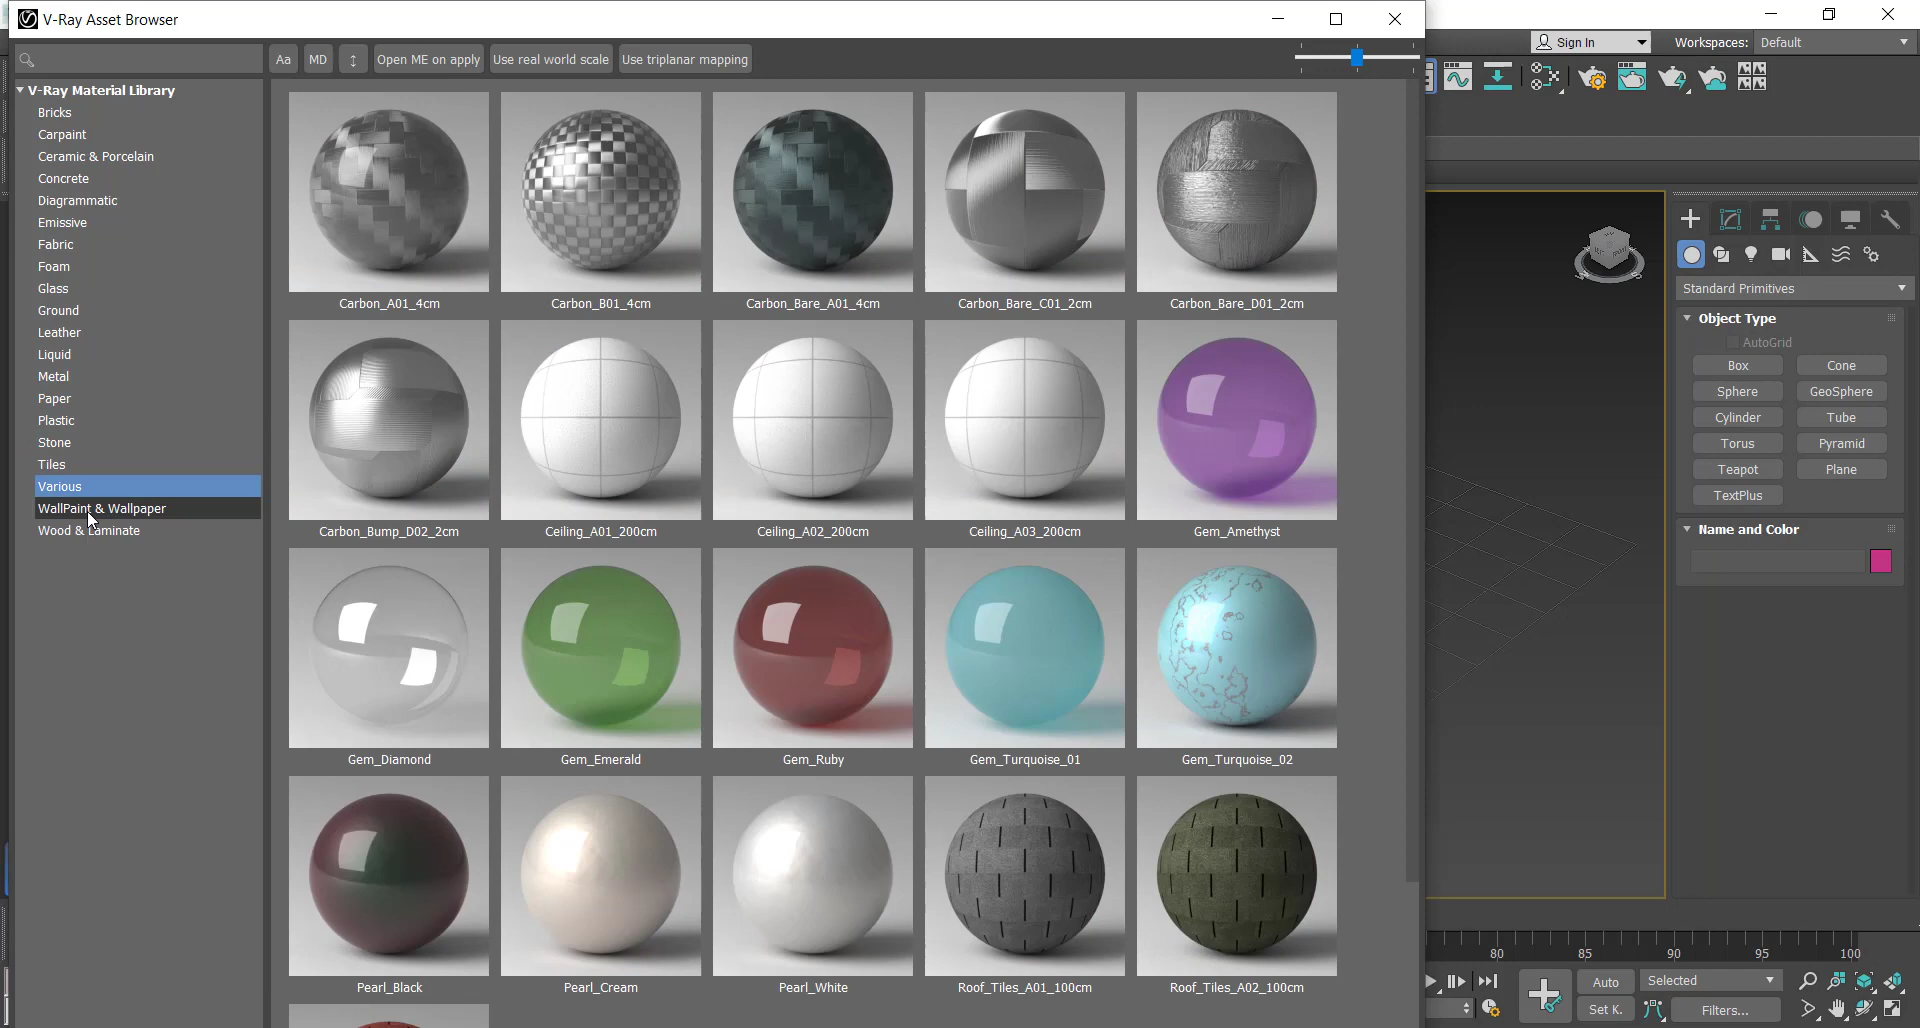 V-Ray Asset Browser
Sign In
Workspaces: Default
Aa MD Open ME on apply Use real world scale Use triplanar mapping
V-Ray Material Library
Bricks
Carpaint
Ceramic & Porcelain
Concrete
Diagrammatic
Emissive
Fabric
Foam
Glass
Ground
Leather
Liquid
Metal
Paper
Plastic
Stone
Tiles
Various
WallPaint & Wallpaper
Wood & Laminate
Carbon_A01_4cm
Carbon_B01_4cm
Carbon_Bare_A01_4cm
Carbon_Bare_C01_2cm
Carbon_Bare_D01_2cm
Carbon_Bump_D02_2cm
Ceiling_A01_200cm
Ceiling_A02_200cm
Ceiling_A03_200cm
Gem_Amethyst
Gem_Diamond
Gem_Emerald
Gem_Ruby
Gem_Turquoise_01
Gem_Turquoise_02
Pearl_Black
Pearl_Cream
Pearl_White
Roof_Tiles_A01_100cm
Roof_Tiles_A02_100cm
Standard Primitives
Object Type
AutoGrid
Box Cone
Sphere GeoSphere
Cylinder Tube
Torus Pyramid
Teapot Plane
TextPlus
Name and Color
80 85 90 95 100
Auto Selected
Set K. Filters...